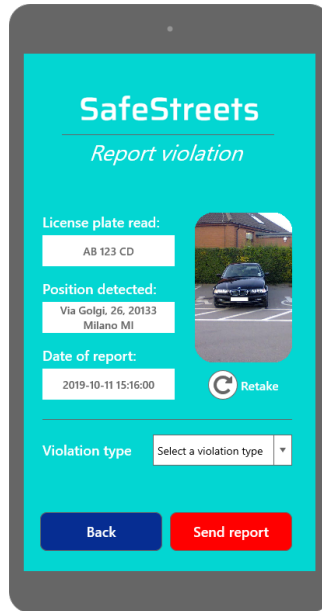 SafeStreets
Report violation
License plate read:
AB 123 CD
Position detected:
Via Golgi, 26, 20133
Milano MI
Date of report:
2019-10-11 15:16:00
Retake
Violation type
Select a violation type
Back
Send report